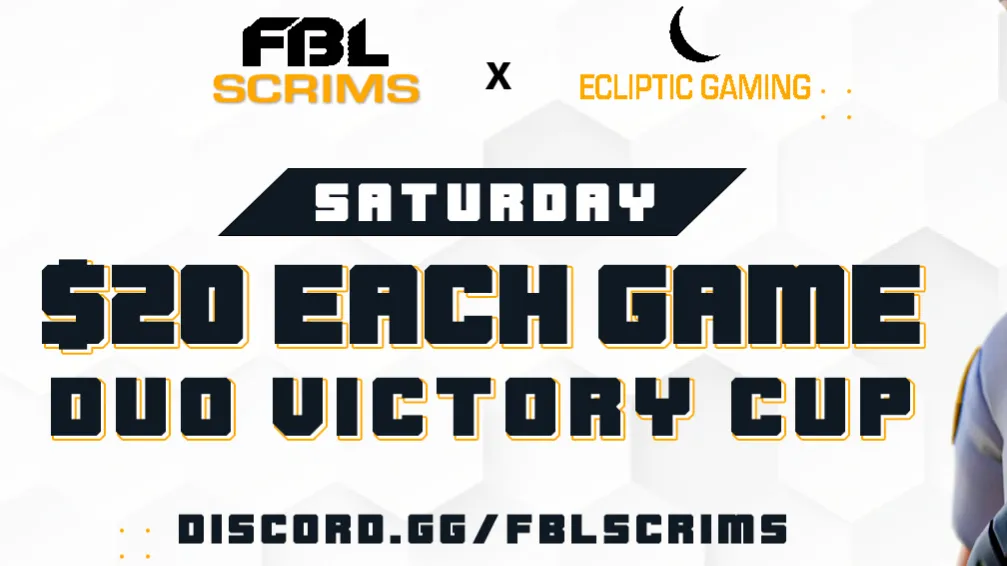 FBL
SCRIMS
X
ECLIPTIC GAMING
SATURDAY
$20 EACH GAME
DUO VICTORY CUP
DISCORD.GG/FBLSCRIMS